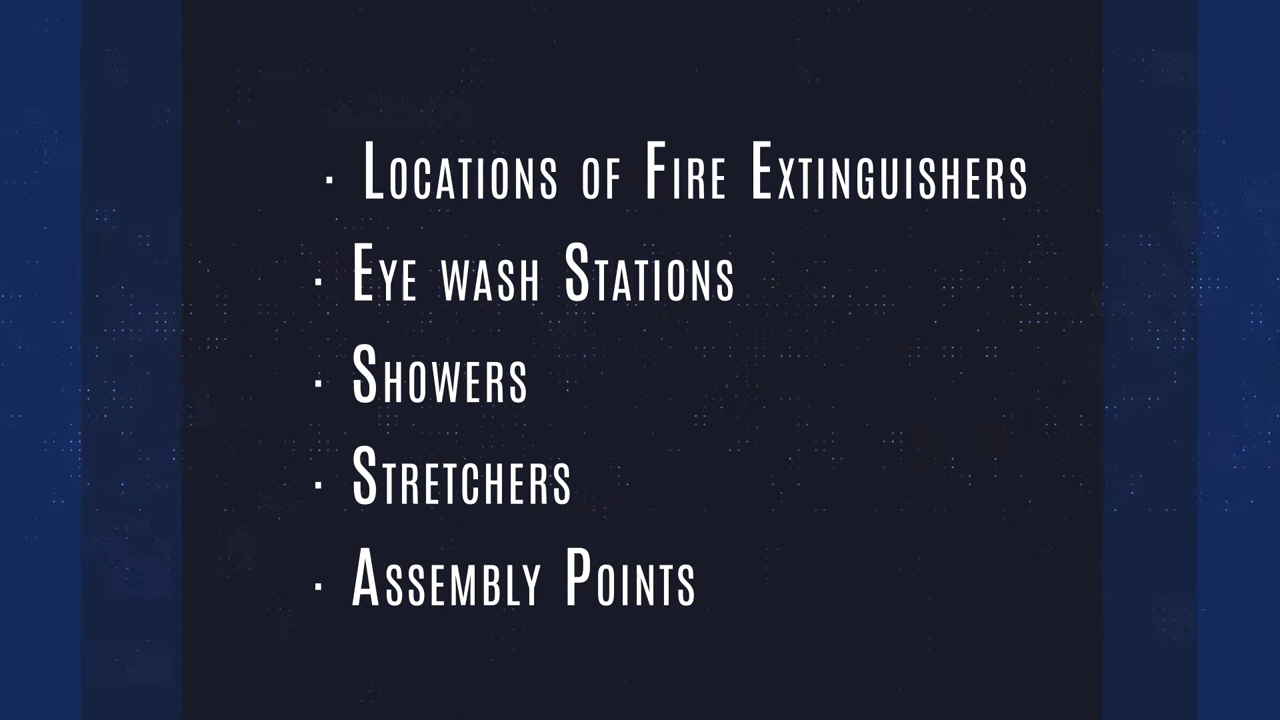 · Locations of Fire Extinguishers
· Eye wash Stations
· Showers
· Stretchers
· Assembly Points